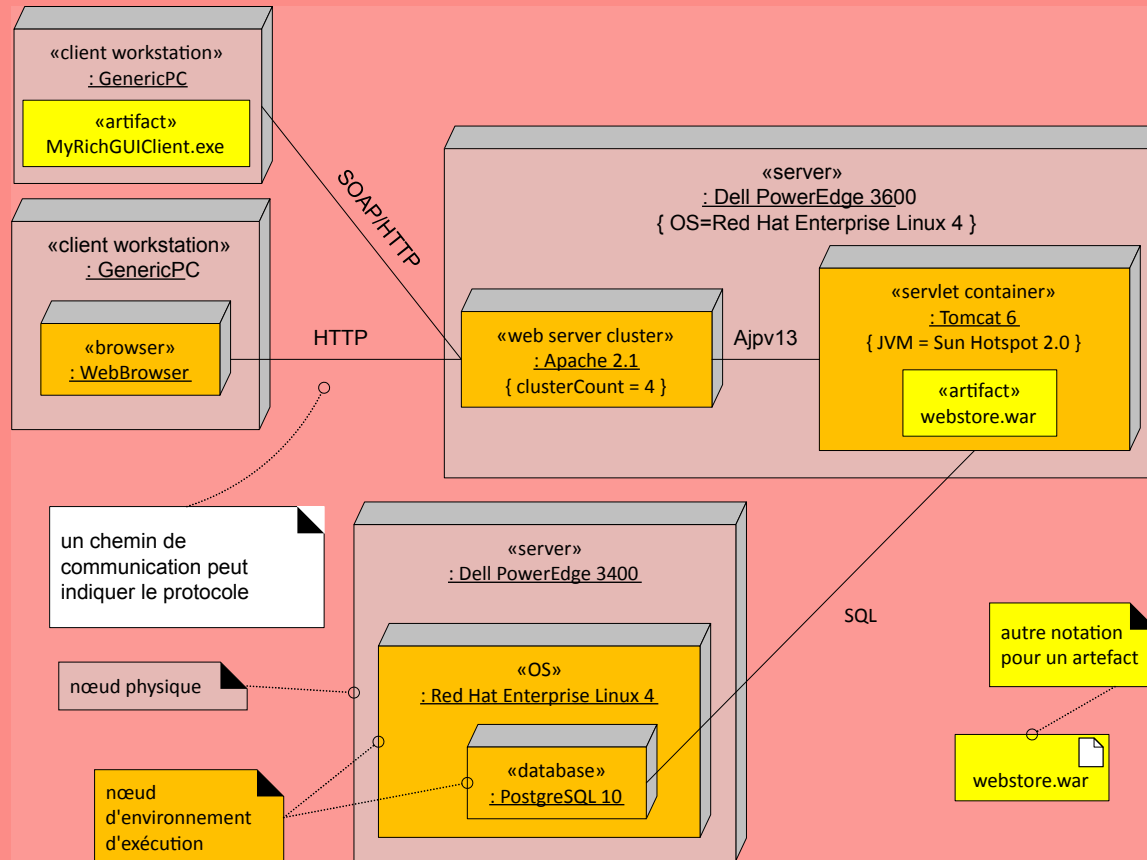 «client workstation»
: GenericPC
«artifact»
MyRichGUIClient.exe
SOAP/HTTP
«client workstation»
: GenericPC
«browser»
: WebBrowser
HTTP
«server»
: Dell PowerEdge 3600
{ OS=Red Hat Enterprise Linux 4 }
«web server cluster»
: Apache 2.1
{ clusterCount = 4 }
Ajpv13
«servlet container»
: Tomcat 6
{ JVM = Sun Hotspot 2.0 }
«artifact»
webstore.war
un chemin de
communication peut
indiquer le protocole
«server»
: Dell PowerEdge 3400
«OS»
: Red Hat Enterprise Linux 4
«database»
: PostgreSQL 10
SQL
nœud physique
nœud
d'environnement
d'exécution
autre notation
pour un artefact
webstore.war